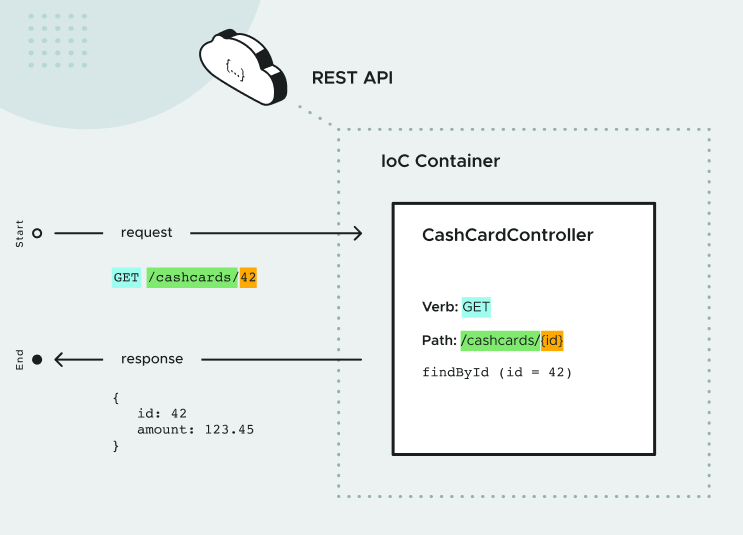 {...}
REST API
IoC Container
Start
request
GET /cashcards/42
CashCardController
Verb: GET
Path: /cashcards/{id}
findById (id = 42)
End
response
{
id: 42
amount: 123.45
}